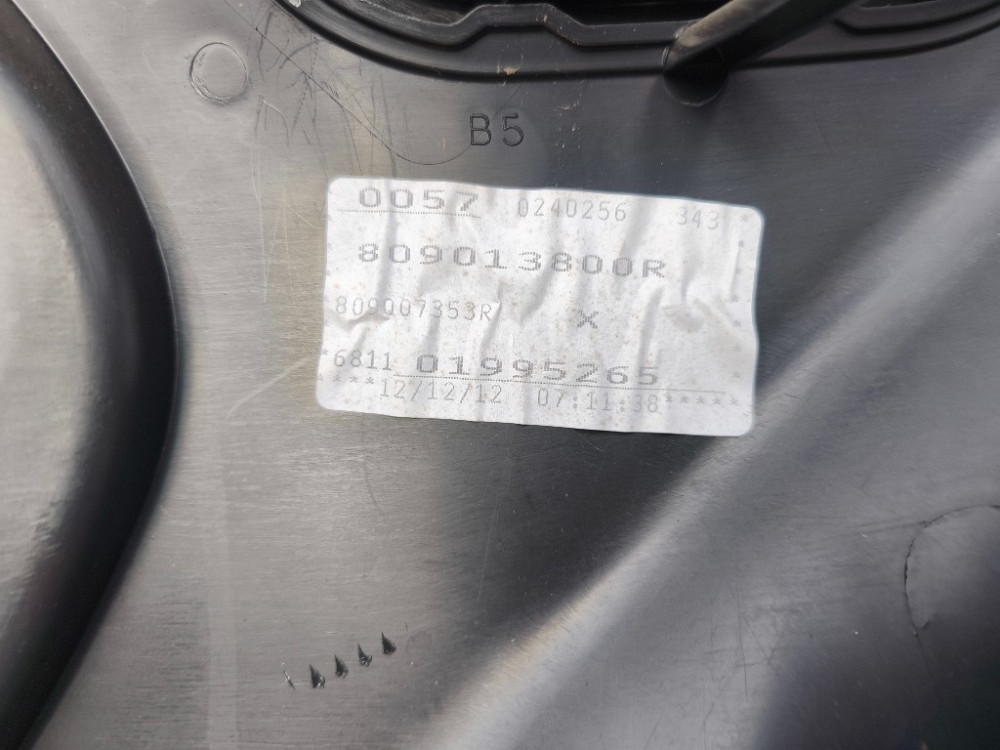 B5
0057 0240256 343
809013800R
809007353R X
*6811 01995265
***12/12/12 07:11:38*****